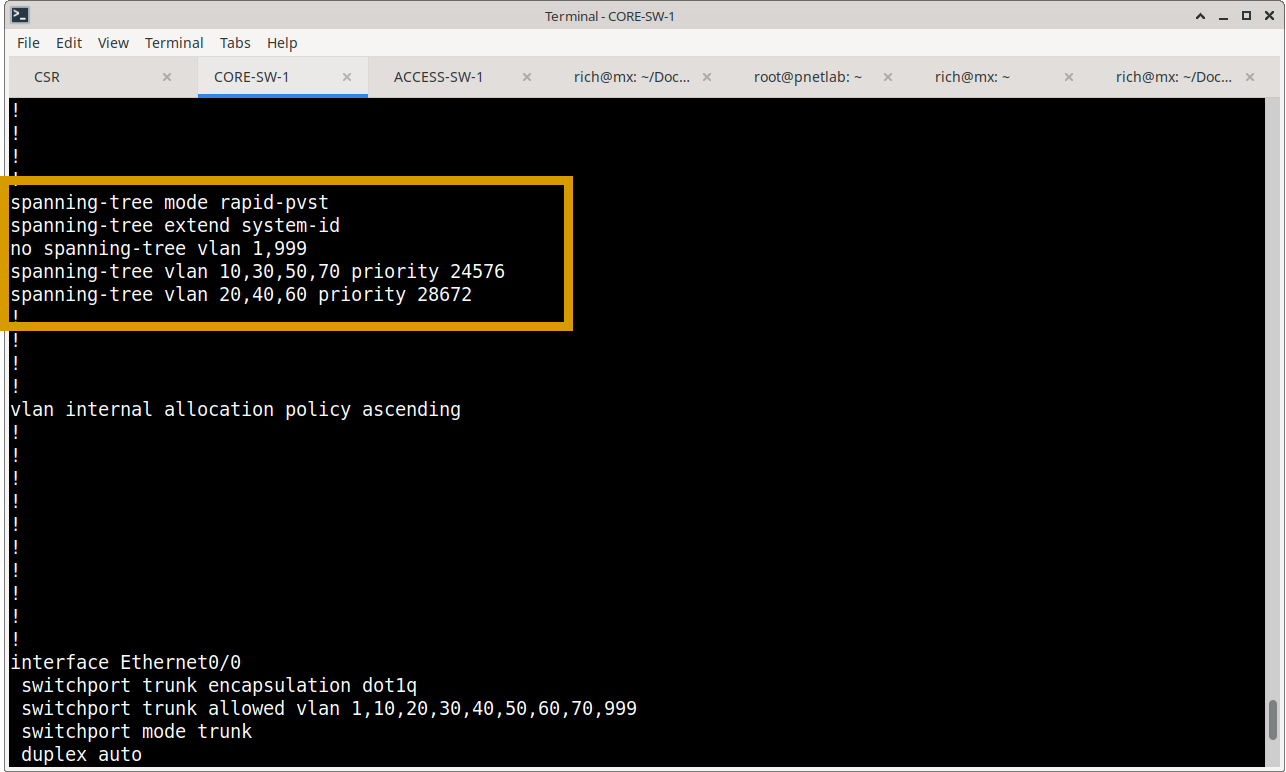 Terminal - CORE-SW-1
File Edit View Terminal Tabs Help
CSR CORE-SW-1 ACCESS-SW-1 rich@mx: ~/Doc... root@pnetlab: ~ rich@mx: ~ rich@mx: ~/Doc...
!
!
!
!
spanning-tree mode rapid-pvst
spanning-tree extend system-id
no spanning-tree vlan 1,999
spanning-tree vlan 10,30,50,70 priority 24576
spanning-tree vlan 20,40,60 priority 28672
!
!
!
!
vlan internal allocation policy ascending
!
!
!
!
!
!
!
!
!
!
interface Ethernet0/0
 switchport trunk encapsulation dot1q
 switchport trunk allowed vlan 1,10,20,30,40,50,60,70,999
 switchport mode trunk
 duplex auto